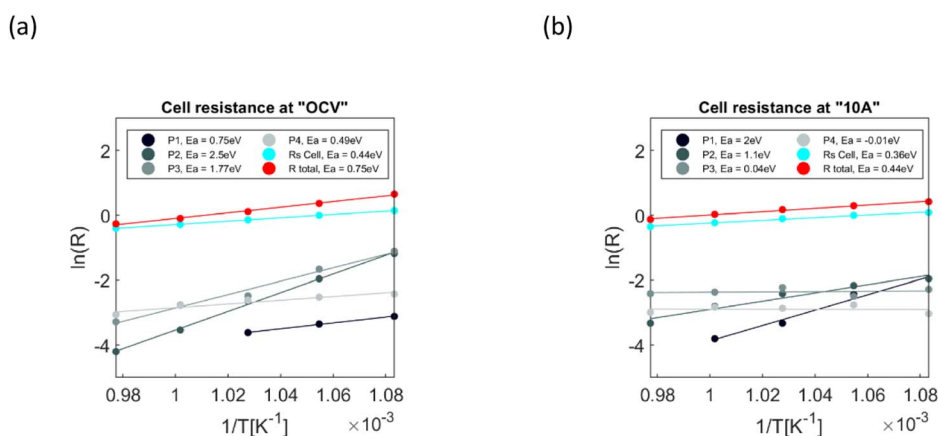 (a)
(b)
Cell resistance at "OCV"
P1, Ea = 0.75eV
P2, Ea = 2.5eV
P3, Ea = 1.77eV
P4, Ea = 0.49eV
Rs Cell, Ea = 0.44eV
R total, Ea = 0.75eV
2
0
-2
-4
ln(R)
0.98 1 1.02 1.04 1.06 1.08
1/T[K⁻¹]
×10⁻³
Cell resistance at "10A"
P1, Ea = 2eV
P2, Ea = 1.1eV
P3, Ea = 0.04eV
P4, Ea = -0.01eV
Rs Cell, Ea = 0.36eV
R total, Ea = 0.44eV
2
0
-2
-4
ln(R)
0.98 1 1.02 1.04 1.06 1.08
1/T[K⁻¹]
×10⁻³